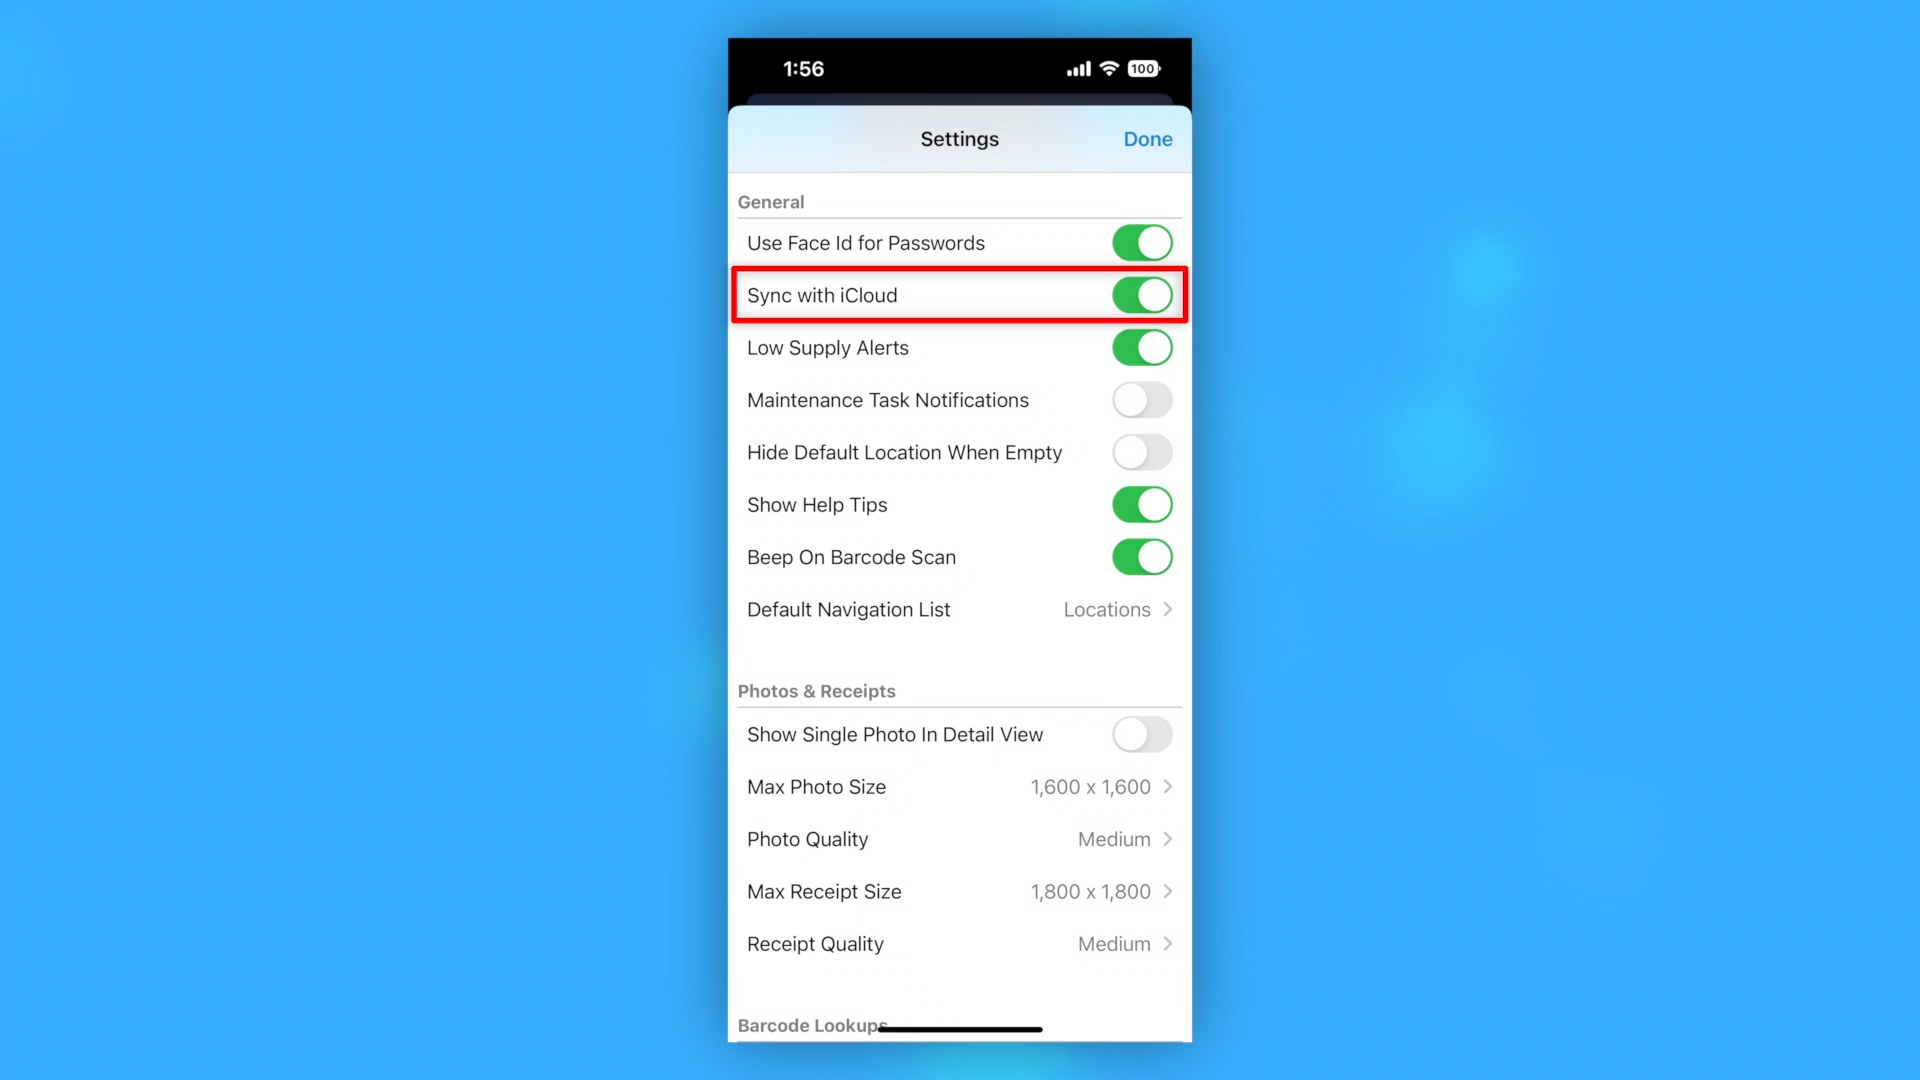 1:56
100
Settings
Done
General
Use Face Id for Passwords
Sync with iCloud
Low Supply Alerts
Maintenance Task Notifications
Hide Default Location When Empty
Show Help Tips
Beep On Barcode Scan
Default Navigation List Locations
Photos & Receipts
Show Single Photo In Detail View
Max Photo Size 1,600 x 1,600
Photo Quality Medium
Max Receipt Size 1,800 x 1,800
Receipt Quality Medium
Barcode Lookups